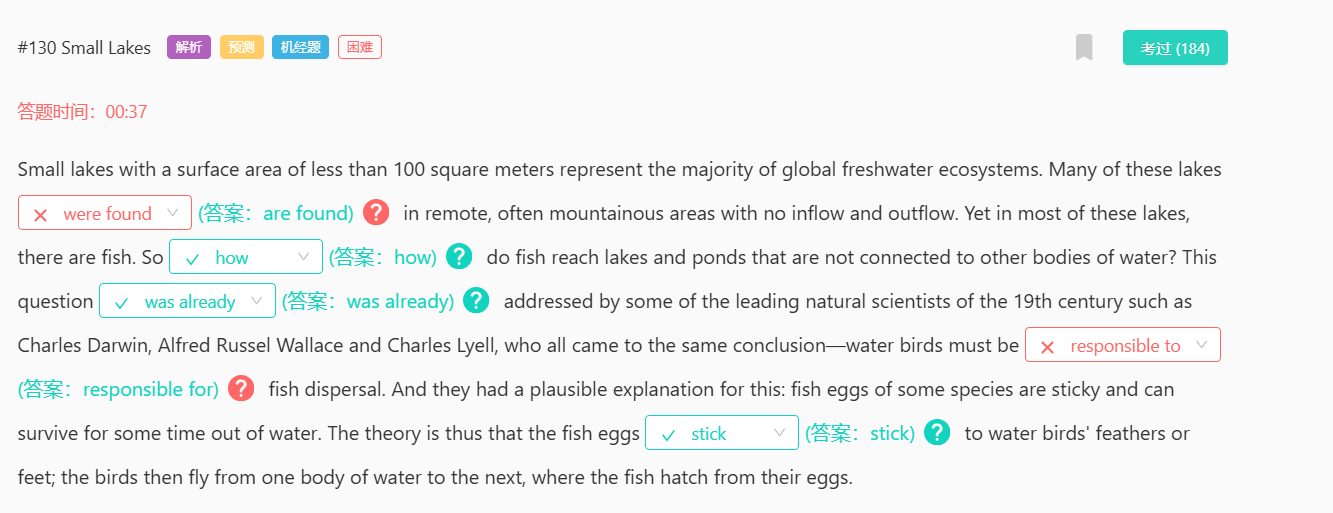 #130 Small Lakes 解析 预测 机经题 困难 考过 (184)
答题时间：00:37
Small lakes with a surface area of less than 100 square meters represent the majority of global freshwater ecosystems. Many of these lakes
were found (答案：are found) ? in remote, often mountainous areas with no inflow and outflow. Yet in most of these lakes,
there are fish. So how (答案：how) ? do fish reach lakes and ponds that are not connected to other bodies of water? This
question was already (答案：was already) ? addressed by some of the leading natural scientists of the 19th century such as
Charles Darwin, Alfred Russel Wallace and Charles Lyell, who all came to the same conclusion—water birds must be responsible to
(答案：responsible for) ? fish dispersal. And they had a plausible explanation for this: fish eggs of some species are sticky and can
survive for some time out of water. The theory is thus that the fish eggs stick (答案：stick) ? to water birds' feathers or
feet; the birds then fly from one body of water to the next, where the fish hatch from their eggs.